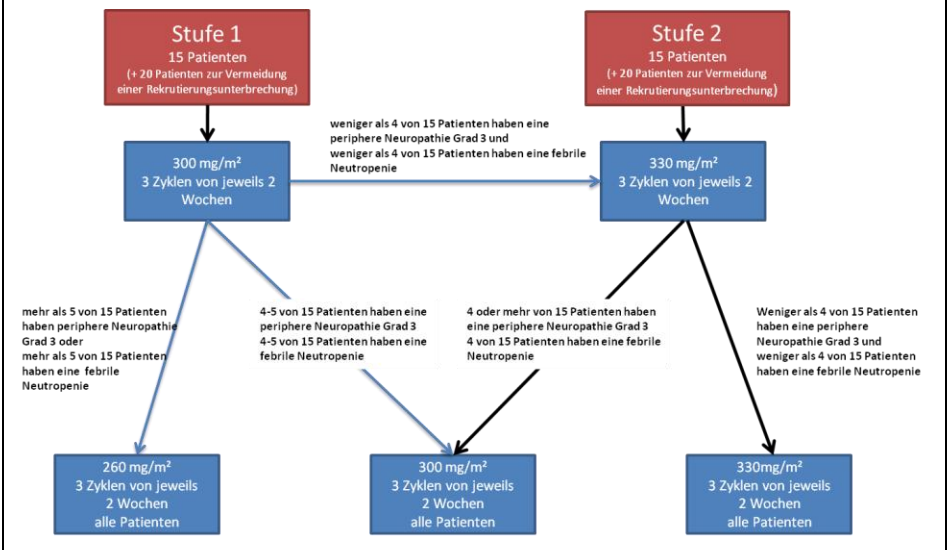 Stufe 1
15 Patienten
(+ 20 Patienten zur Vermeidung
einer Rekrutierungsunterbrechung)
Stufe 2
15 Patienten
(+ 20 Patienten zur Vermeidung
einer Rekrutierungsunterbrechung)
weniger als 4 von 15 Patienten haben eine
periphere Neuropathie Grad 3 und
weniger als 4 von 15 Patienten haben eine febrile
Neutropenie
300 mg/m²
3 Zyklen von jeweils 2
Wochen
330 mg/m²
3 Zyklen von jeweils 2
Wochen
mehr als 5 von 15 Patienten
haben periphere Neuropathie
Grad 3 oder
mehr als 5 von 15 Patienten
haben eine febrile
Neutropenie
4-5 von 15 Patienten haben eine
periphere Neuropathie Grad 3
4-5 von 15 Patienten haben eine
febrile Neutropenie
4 oder mehr von 15 Patienten haben
eine periphere Neuropathie Grad 3
4 von 15 Patienten haben eine febrile
Neutropenie
Weniger als 4 von 15 Patienten
haben eine periphere
Neuropathie Grad 3 und
weniger als 4 von 15 Patienten
haben eine febrile Neutropenie
260 mg/m²
3 Zyklen von jeweils
2 Wochen
alle Patienten
300 mg/m²
3 Zyklen von jeweils
2 Wochen
alle Patienten
330mg/m²
3 Zyklen von jeweils
2 Wochen
alle Patienten